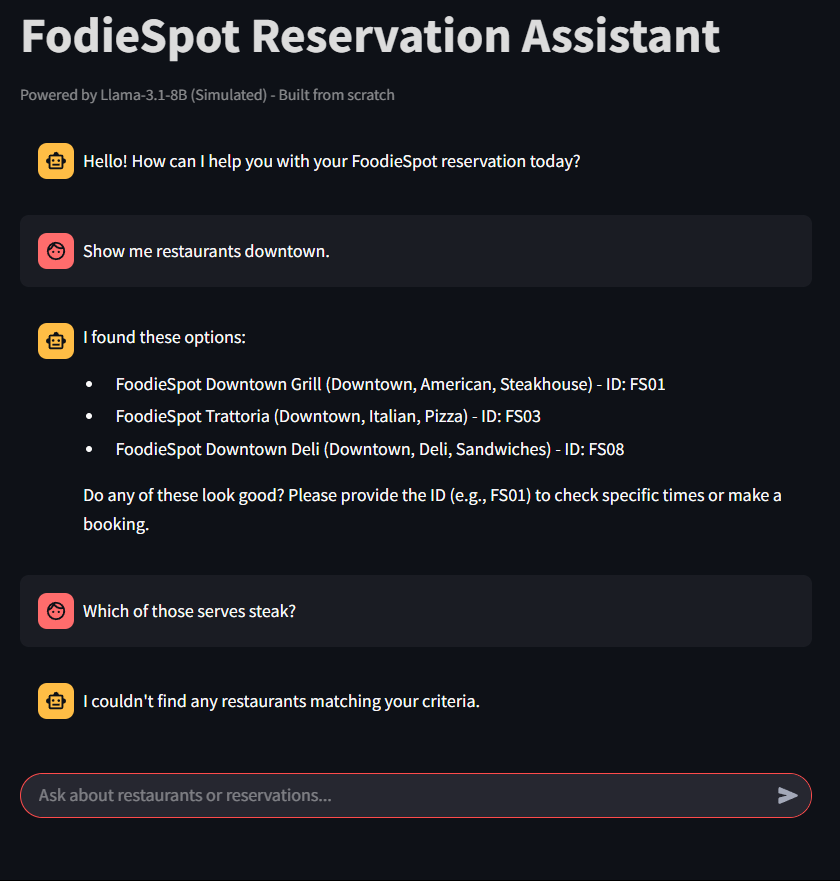 FodieSpot Reservation Assistant
Powered by Llama-3.1-8B (Simulated) - Built from scratch
Hello! How can I help you with your FoodieSpot reservation today?
Show me restaurants downtown.
I found these options:
• FoodieSpot Downtown Grill (Downtown, American, Steakhouse) - ID: FS01
• FoodieSpot Trattoria (Downtown, Italian, Pizza) - ID: FS03
• FoodieSpot Downtown Deli (Downtown, Deli, Sandwiches) - ID: FS08
Do any of these look good? Please provide the ID (e.g., FS01) to check specific times or make a
booking.
Which of those serves steak?
I couldn't find any restaurants matching your criteria.
Ask about restaurants or reservations...